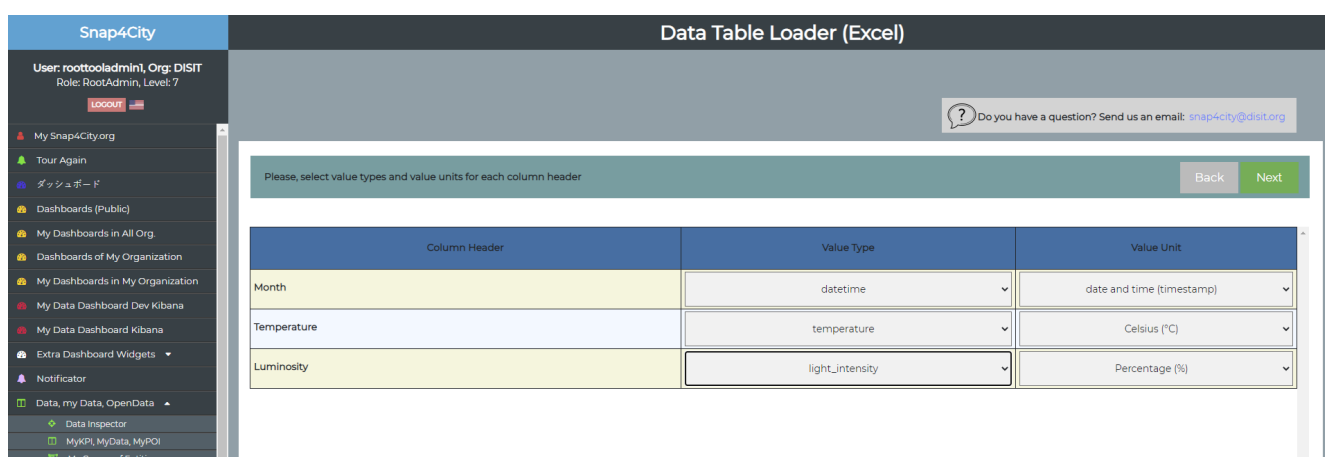 Snap4City
Data Table Loader (Excel)
User: roottooladmin1, Org: DISIT
Role: RootAdmin, Level: 7
LOGOUT
Do you have a question? Send us an email: snap4city@disit.org
My Snap4City.org
Tour Again
ダッシュボード
Dashboards (Public)
My Dashboards in All Org.
Dashboards of My Organization
My Dashboards in My Organization
My Data Dashboard Dev Kibana
My Data Dashboard Kibana
Extra Dashboard Widgets
Notificator
Data, my Data, OpenData
Data Inspector
MyKPI, MyData, MyPOI
Please, select value types and value units for each column header
Back Next
Column Header Value Type Value Unit
Month datetime date and time (timestamp)
Temperature temperature Celsius (°C)
Luminosity light_intensity Percentage (%)